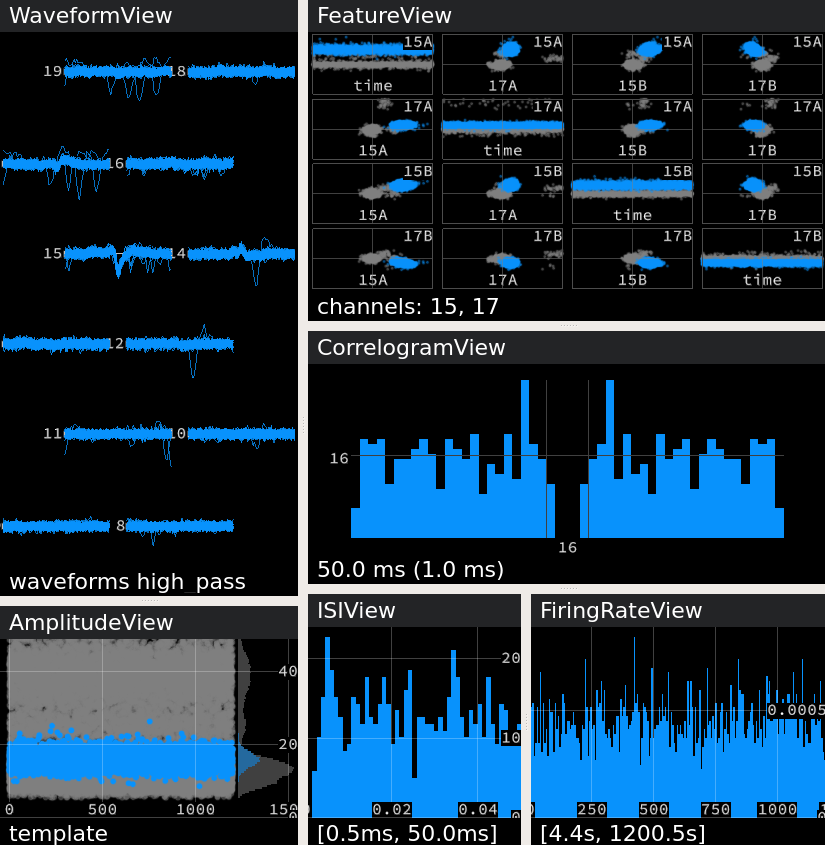 WaveformView
19 18
16
15 14
12
11 10
8
waveforms high_pass
FeatureView
15A 15A 15A 15A
time 17A 15B 17B
17A 17A 17A 17A
15A time 15B 17B
15B 15B 15B 15B
15A 17A time 17B
17B 17B 17B 17B
15A 17A 15B time
channels: 15, 17
CorrelogramView
16
16
50.0 ms (1.0 ms)
AmplitudeView
40
20
0 500 1000
template
ISIView
20
10
0.02 0.04
[0.5ms, 50.0ms]
FiringRateView
0.0005
250 500 750 1000
[4.4s, 1200.5s]